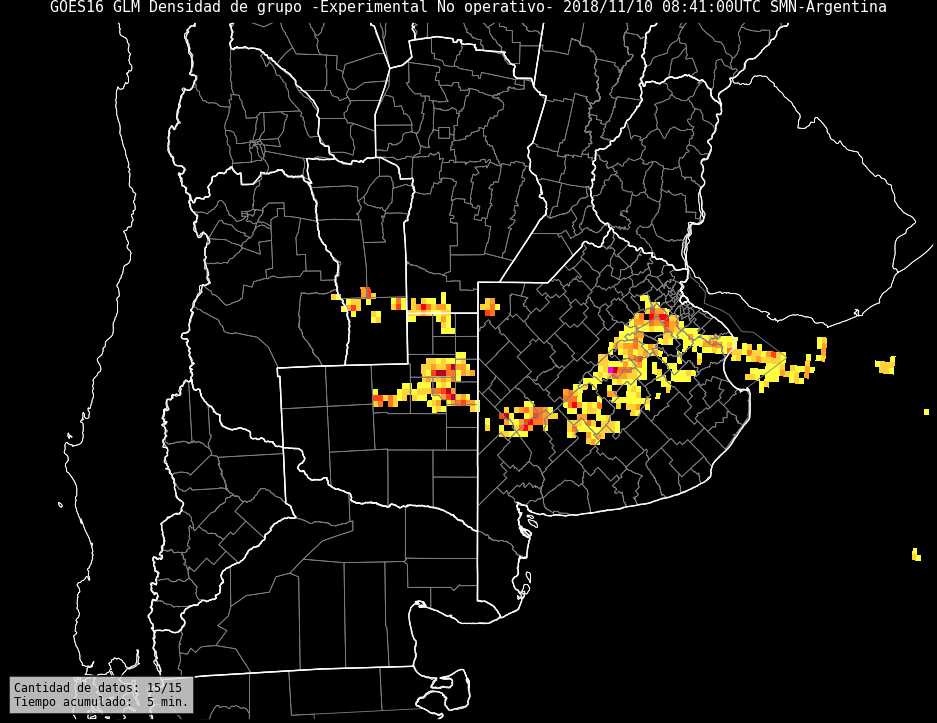 GOES16 GLM Densidad de grupo -Experimental No operativo- 2018/11/10 08:41:00UTC SMN-Argentina
Cantidad de datos: 15/15
Tiempo acumulado:  5 min.